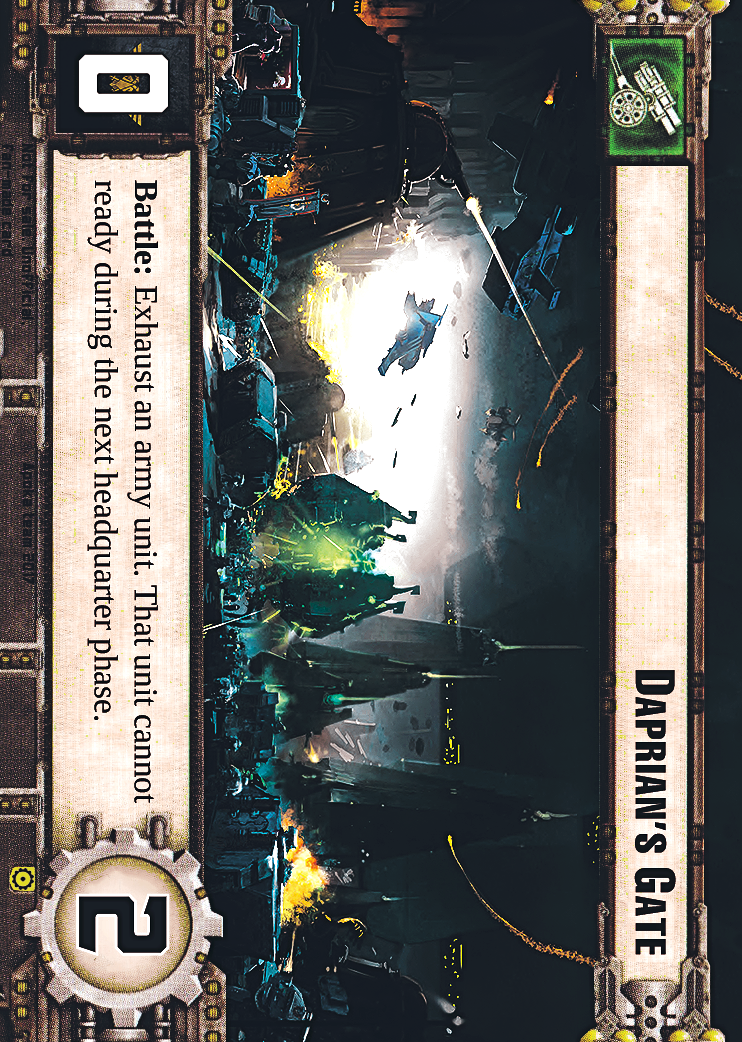 DAPRIAN'S GATE
0
Battle: Exhaust an army unit. That unit cannot
ready during the next headquarter phase.
2